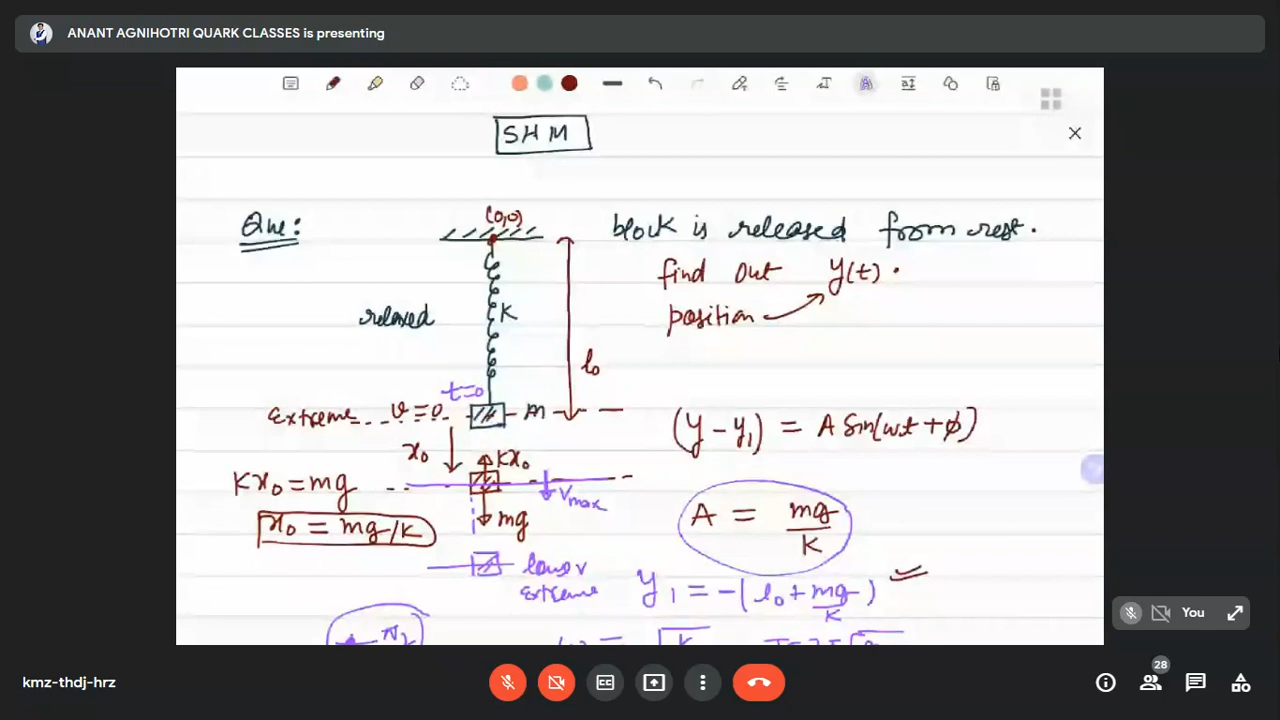 ANANT AGNIHOTRI QUARK CLASSES is presenting
SHM
Que:
(0,0)
block is released from rest.
find out y(t).
position
relaxed
K
l₀
t=0
Extreme
v=0
m
x₀
Kx₀
(y-y₁) = A Sin(ωt+φ)
Kx₀=mg
Vmax
x₀ = mg/K
mg
A = mg/K
lower
extreme
y₁ = -(l₀+mg/K)
You
kmz-thdj-hrz
CC
28